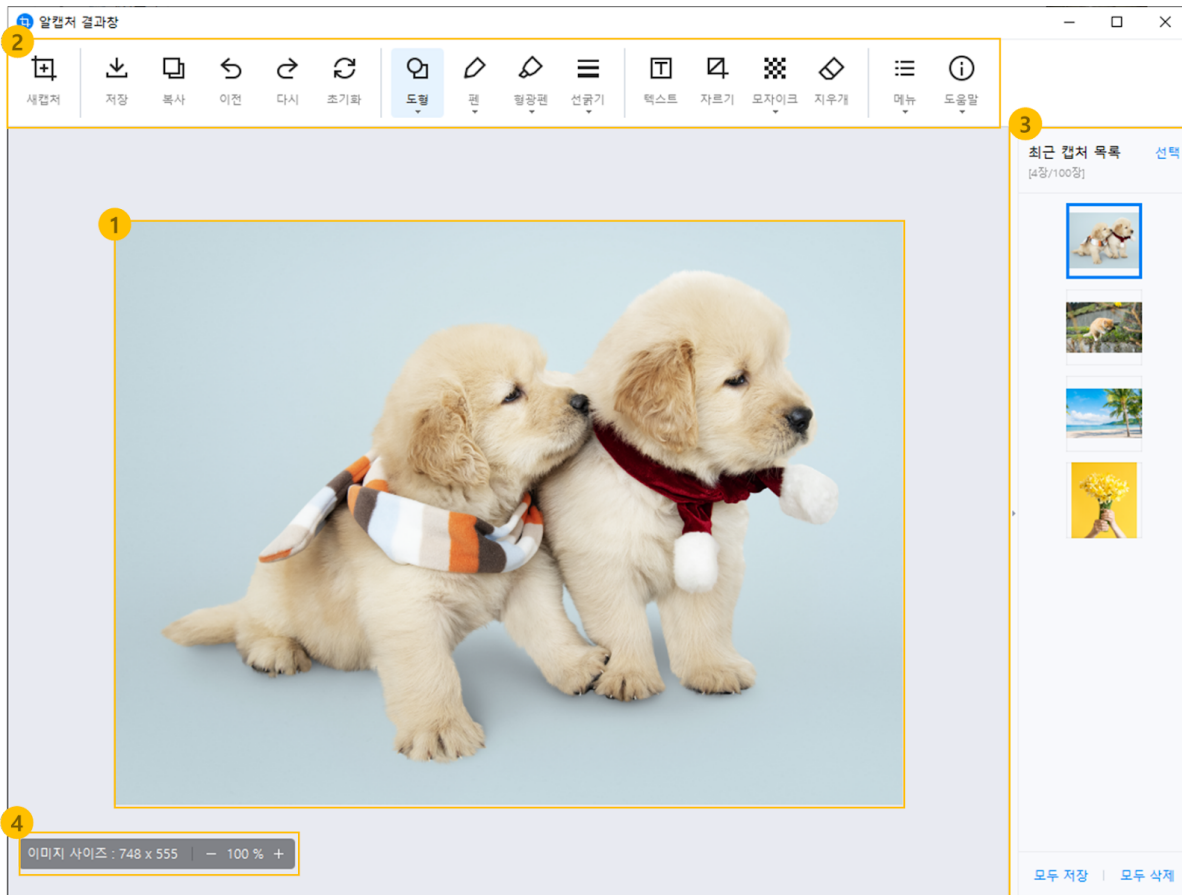 알캡처 결과창
2
새캡처 저장 복사 이전 다시 초기화 도형 펜 형광펜 선굵기 텍스트 자르기 모자이크 지우개 메뉴 도움말
3
최근 캡처 목록 선택
[4장/100장]
1
4
이미지 사이즈 : 748 x 555 | － 100 % +
모두 저장 | 모두 삭제